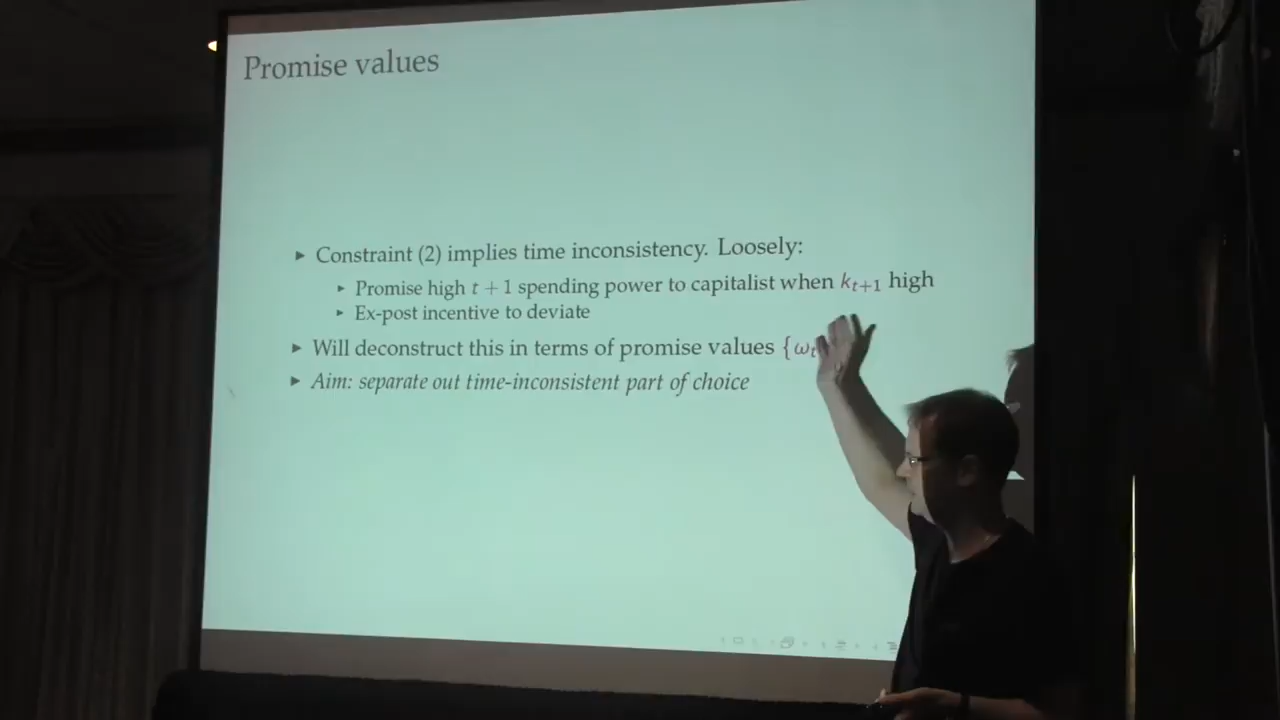 Promise values
▸ Constraint (2) implies time inconsistency. Loosely:
▸ Promise high t + 1 spending power to capitalist when k_{t+1} high
▸ Ex-post incentive to deviate
▸ Will deconstruct this in terms of promise values {ω_t
▸ Aim: separate out time-inconsistent part of choice